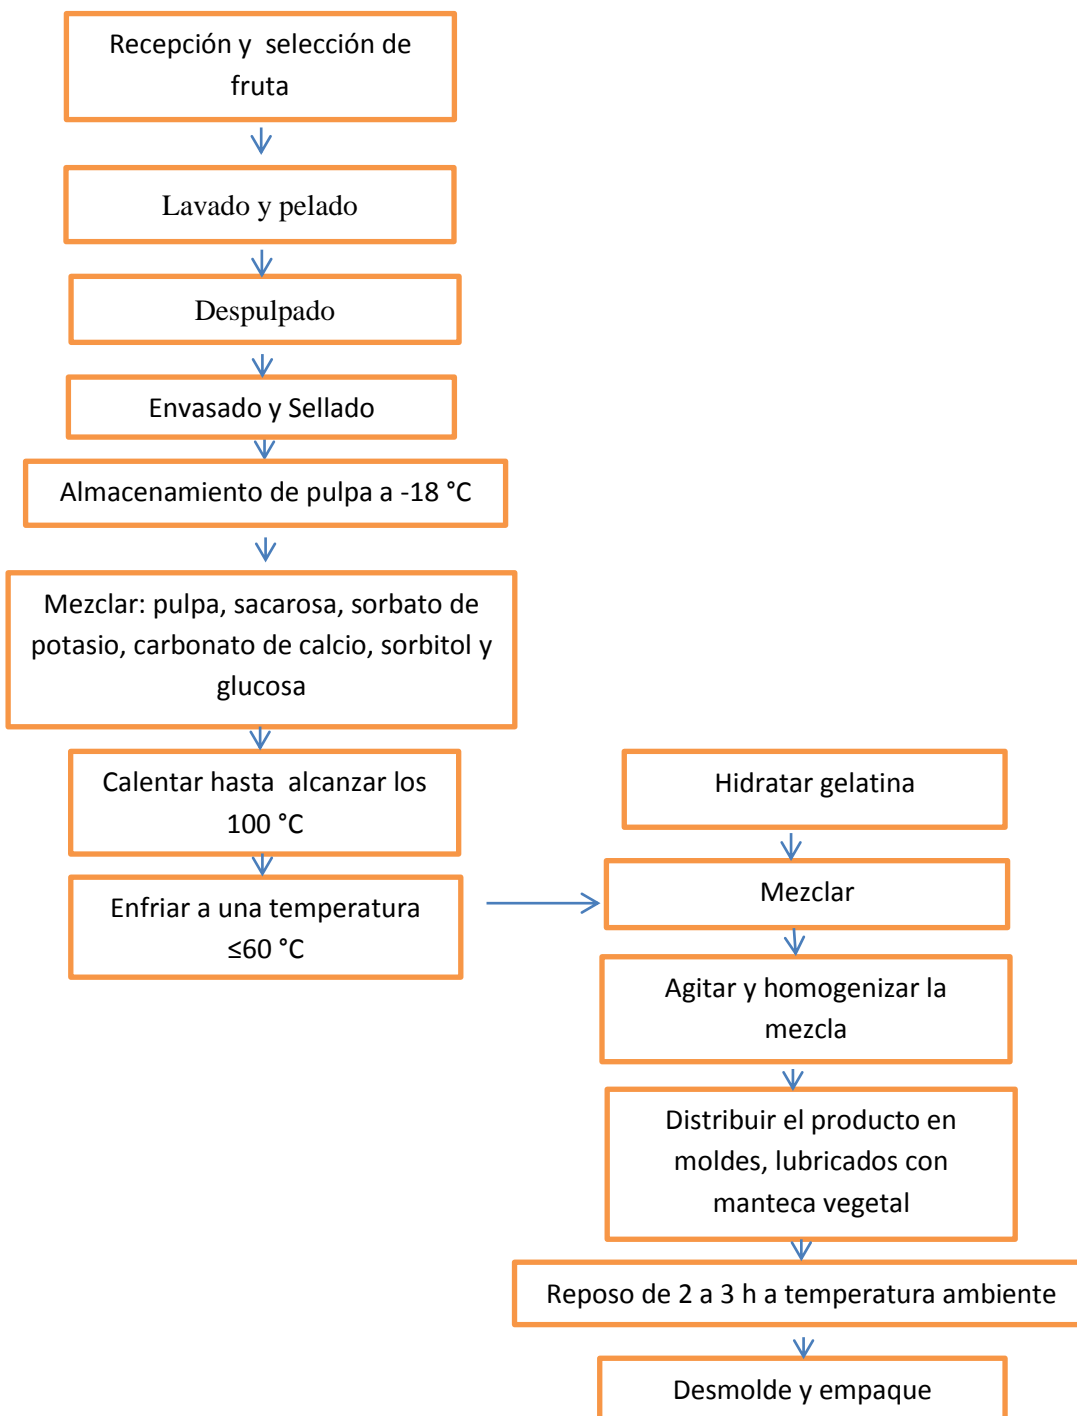 Recepción y  selección de
fruta
Lavado y pelado
Despulpado
Envasado y Sellado
Almacenamiento de pulpa a -18 °C
Mezclar: pulpa, sacarosa, sorbato de
potasio, carbonato de calcio, sorbitol y
glucosa
Calentar hasta  alcanzar los
100 °C
Enfriar a una temperatura
≤60 °C
Hidratar gelatina
Mezclar
Agitar y homogenizar la
mezcla
Distribuir el producto en
moldes, lubricados con
manteca vegetal
Reposo de 2 a 3 h a temperatura ambiente
Desmolde y empaque